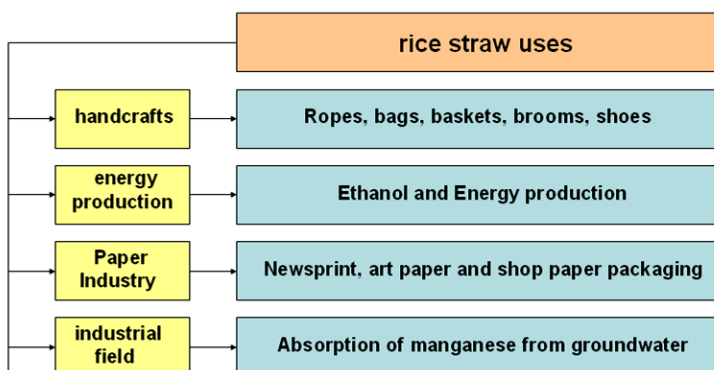 rice straw uses
handcrafts
Ropes, bags, baskets, brooms, shoes
energy
production
Ethanol and Energy production
Paper
Industry
Newsprint, art paper and shop paper packaging
industrial
field
Absorption of manganese from groundwater